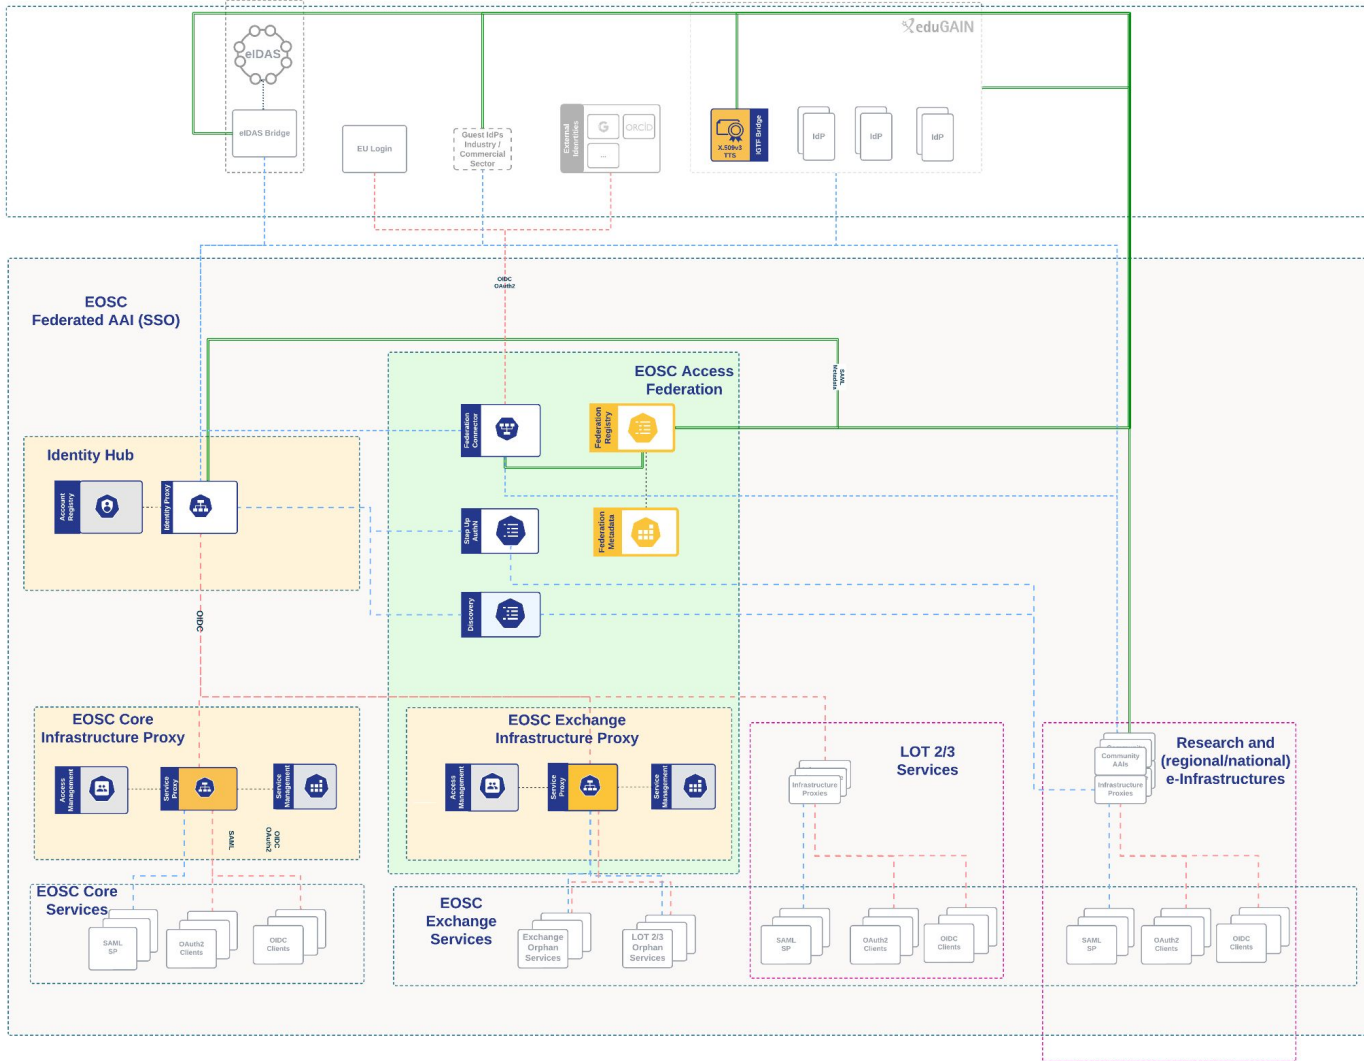 eduGAIN
eIDAS
eIDAS Bridge
EU Login
Guest IdPs
Industry /
Commercial
Sector
External
Identities
G
ORCID
...
X.509v3
TTS
IGTF Bridge
IdP
IdP
IdP
OIDC
OAuth2
EOSC
Federated AAI (SSO)
SAML
Metadata
EOSC Access
Federation
Federation
Connector
Federation
Registry
Identity Hub
Account
Registry
Identity Proxy
Step Up
AuthN
Federation
Metadata
Discovery
OIDC
EOSC Core
Infrastructure Proxy
Access
Management
Service
Proxy
Service
Management
SAML
OIDC
OAuth2
EOSC Exchange
Infrastructure Proxy
Access
Management
Service
Proxy
Service
Management
LOT 2/3
Services
Infrastructure
Proxies
Community
AAIs
Infrastructure
Proxies
Research and
(regional/national)
e-Infrastructures
EOSC Core
Services
SAML
SP
OAuth2
Clients
OIDC
Clients
EOSC
Exchange
Services
Exchange
Orphan
Services
LOT 2/3
Orphan
Services
SAML
SP
OAuth2
Clients
OIDC
Clients
SAML
SP
OAuth2
Clients
OIDC
Clients